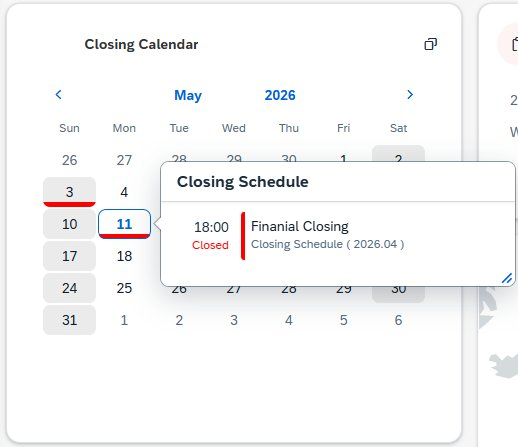 Closing Calendar
May 2026
Sun Mon Tue Wed Thu Fri Sat
26 27 28 29 30 1 2
3 4
Closing Schedule
10 11
18:00 Finanial Closing
Closed Closing Schedule ( 2026.04 )
17 18
24 25 26 27 28 29 30
31 1 2 3 4 5 6
2
W